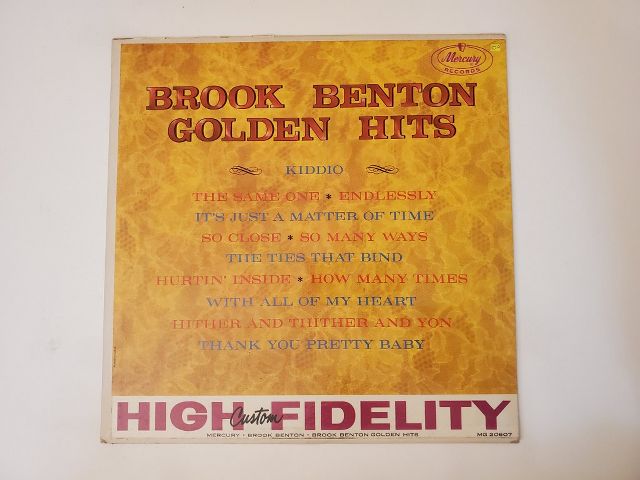 Mercury
RECORDS
BROOK BENTON
GOLDEN HITS
KIDDIO
THE SAME ONE * ENDLESSLY
IT'S JUST A MATTER OF TIME
SO CLOSE * SO MANY WAYS
THE TIES THAT BIND
HURTIN' INSIDE * HOW MANY TIMES
WITH ALL OF MY HEART
HITHER AND THITHER AND YON
THANK YOU PRETTY BABY
HIGH Custom FIDELITY
MERCURY • BROOK BENTON • BROOK BENTON GOLDEN HITS MG 20607